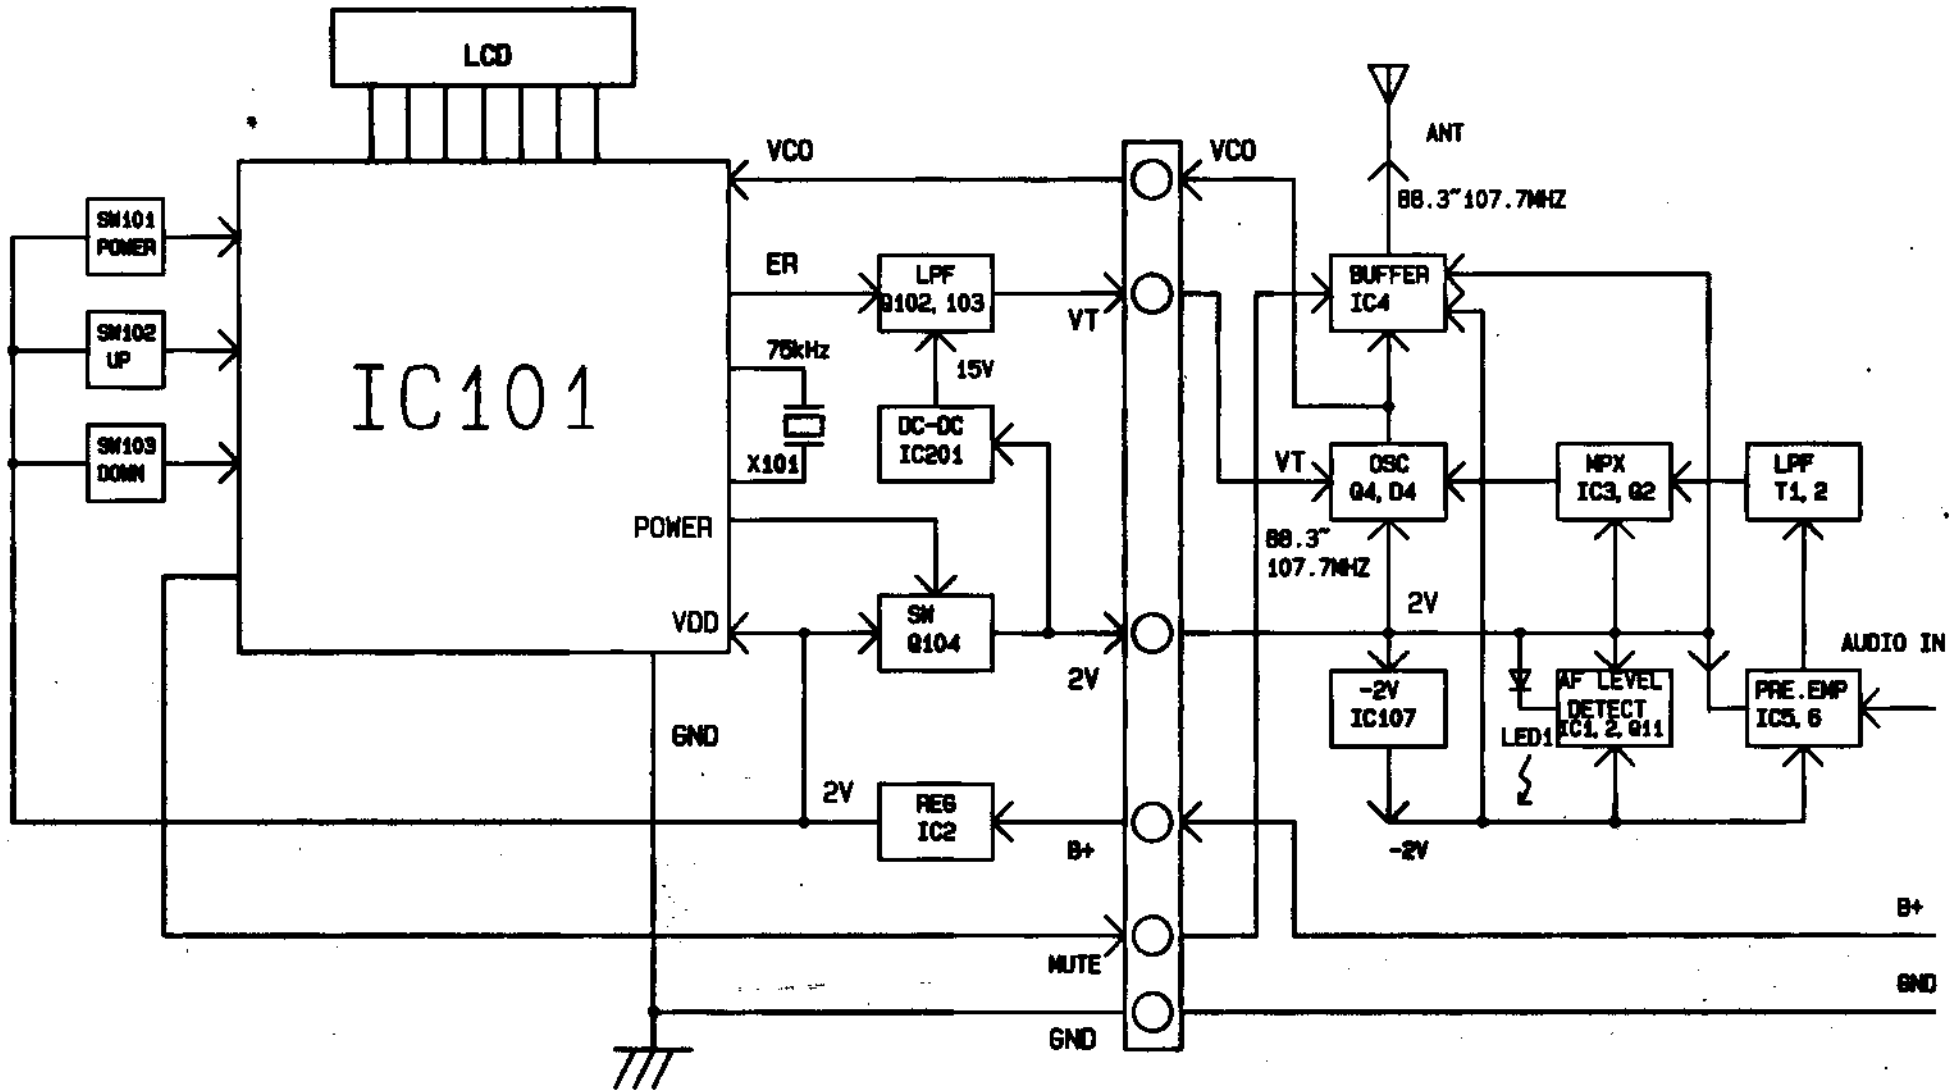 LCD
ANT
VCO
VCO
88.3~107.7MHZ
SW101
POWER
ER
LPF
Q102,103
BUFFER
IC4
VT
SW102
UP
75kHz
15V
IC101
DC-DC
IC201
SW103
DOWN
X101
VT
OSC
Q4,D4
MPX
IC3,Q2
LPF
T1,2
POWER
88.3~
107.7MHZ
VDD
SW
Q104
2V
2V
AUDIO IN
-2V
IC107
AF LEVEL
DETECT
IC1,2,Q11
PRE.EMP
IC5,6
GND
LED1
2V
REG
IC2
B+
-2V
B+
MUTE
GND
GND